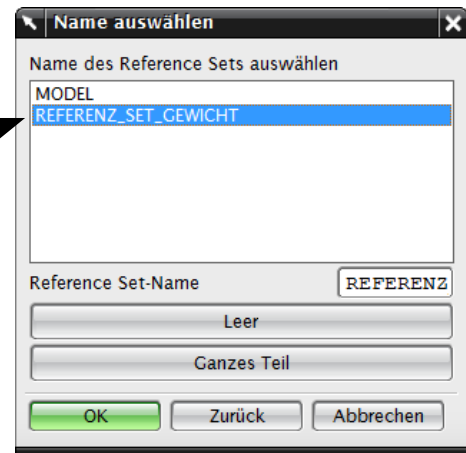 Name auswählen
Name des Reference Sets auswählen
MODEL
REFERENZ_SET_GEWICHT
Reference Set-Name REFERENZ
Leer
Ganzes Teil
OK Zurück Abbrechen